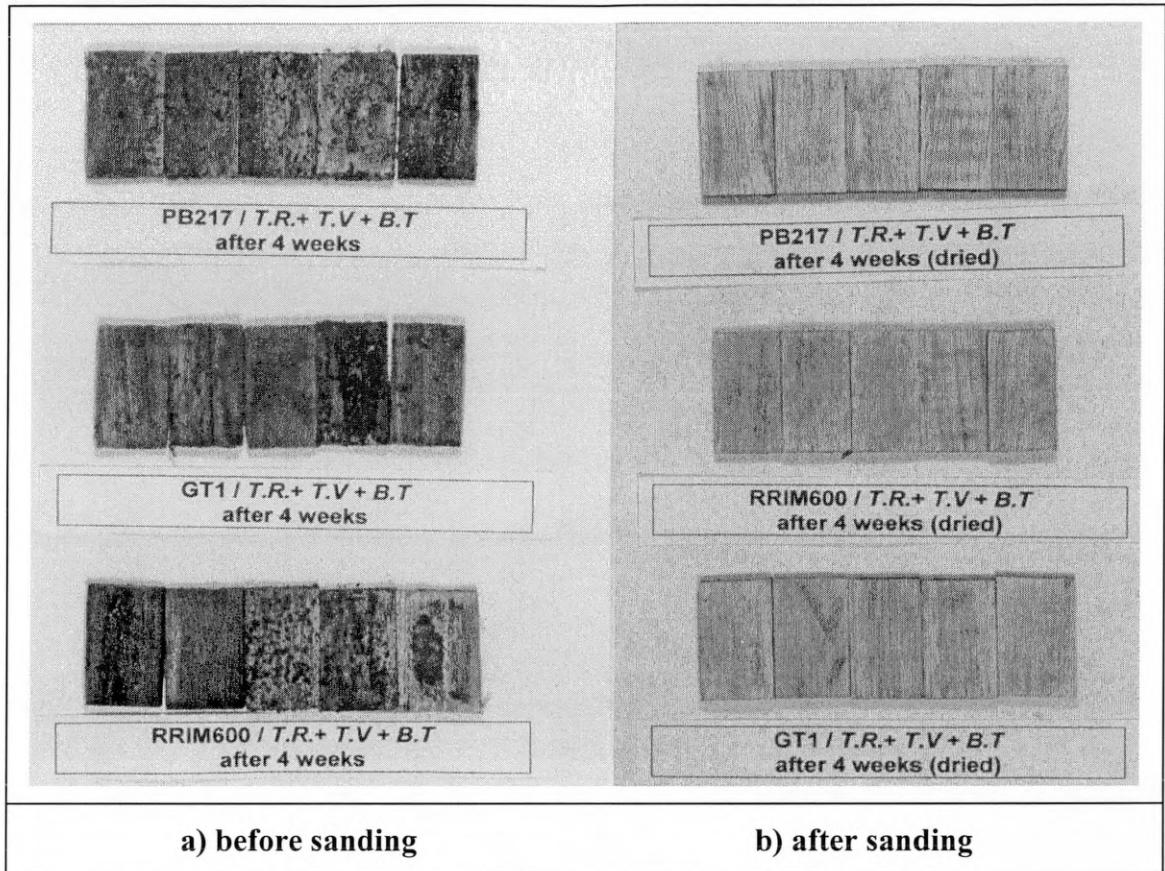 PB217 / T.R.+ T.V + B.T
after 4 weeks
GT1 / T.R.+ T.V + B.T
after 4 weeks
RRIM600 / T.R.+ T.V + B.T
after 4 weeks
PB217 / T.R.+ T.V + B.T
after 4 weeks (dried)
RRIM600 / T.R.+ T.V + B.T
after 4 weeks (dried)
GT1 / T.R.+ T.V + B.T
after 4 weeks (dried)
a) before sanding
b) after sanding